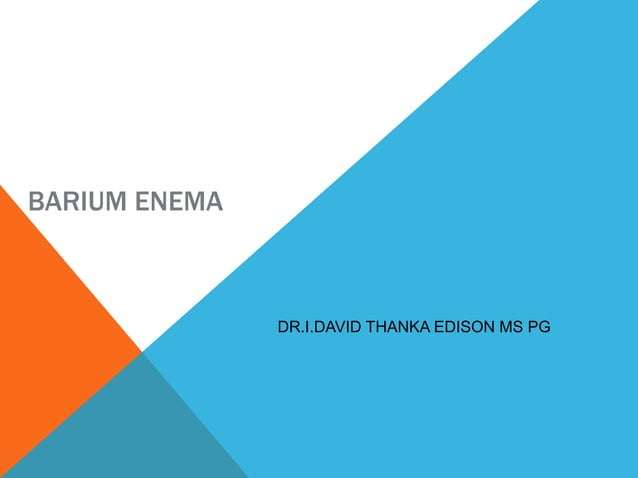 BARIUM ENEMA
DR.I.DAVID THANKA EDISON MS PG